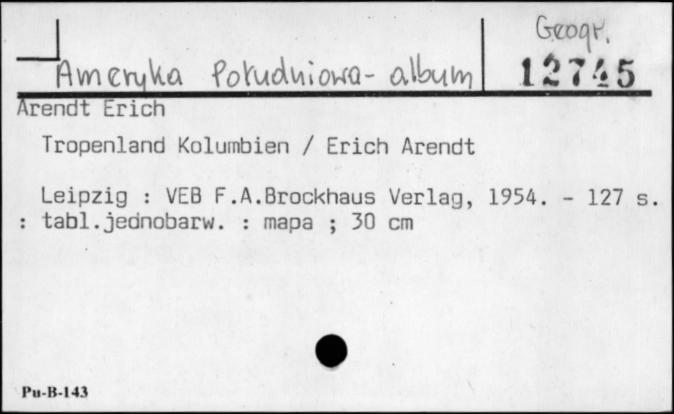 Geogr.
Ameryka Południowa - album
12745
Arendt Erich
Tropenland Kolumbien / Erich Arendt
Leipzig : VEB F.A.Brockhaus Verlag, 1954. - 127 s.
: tabl.jednobarw. : mapa ; 30 cm
Pu-B-143